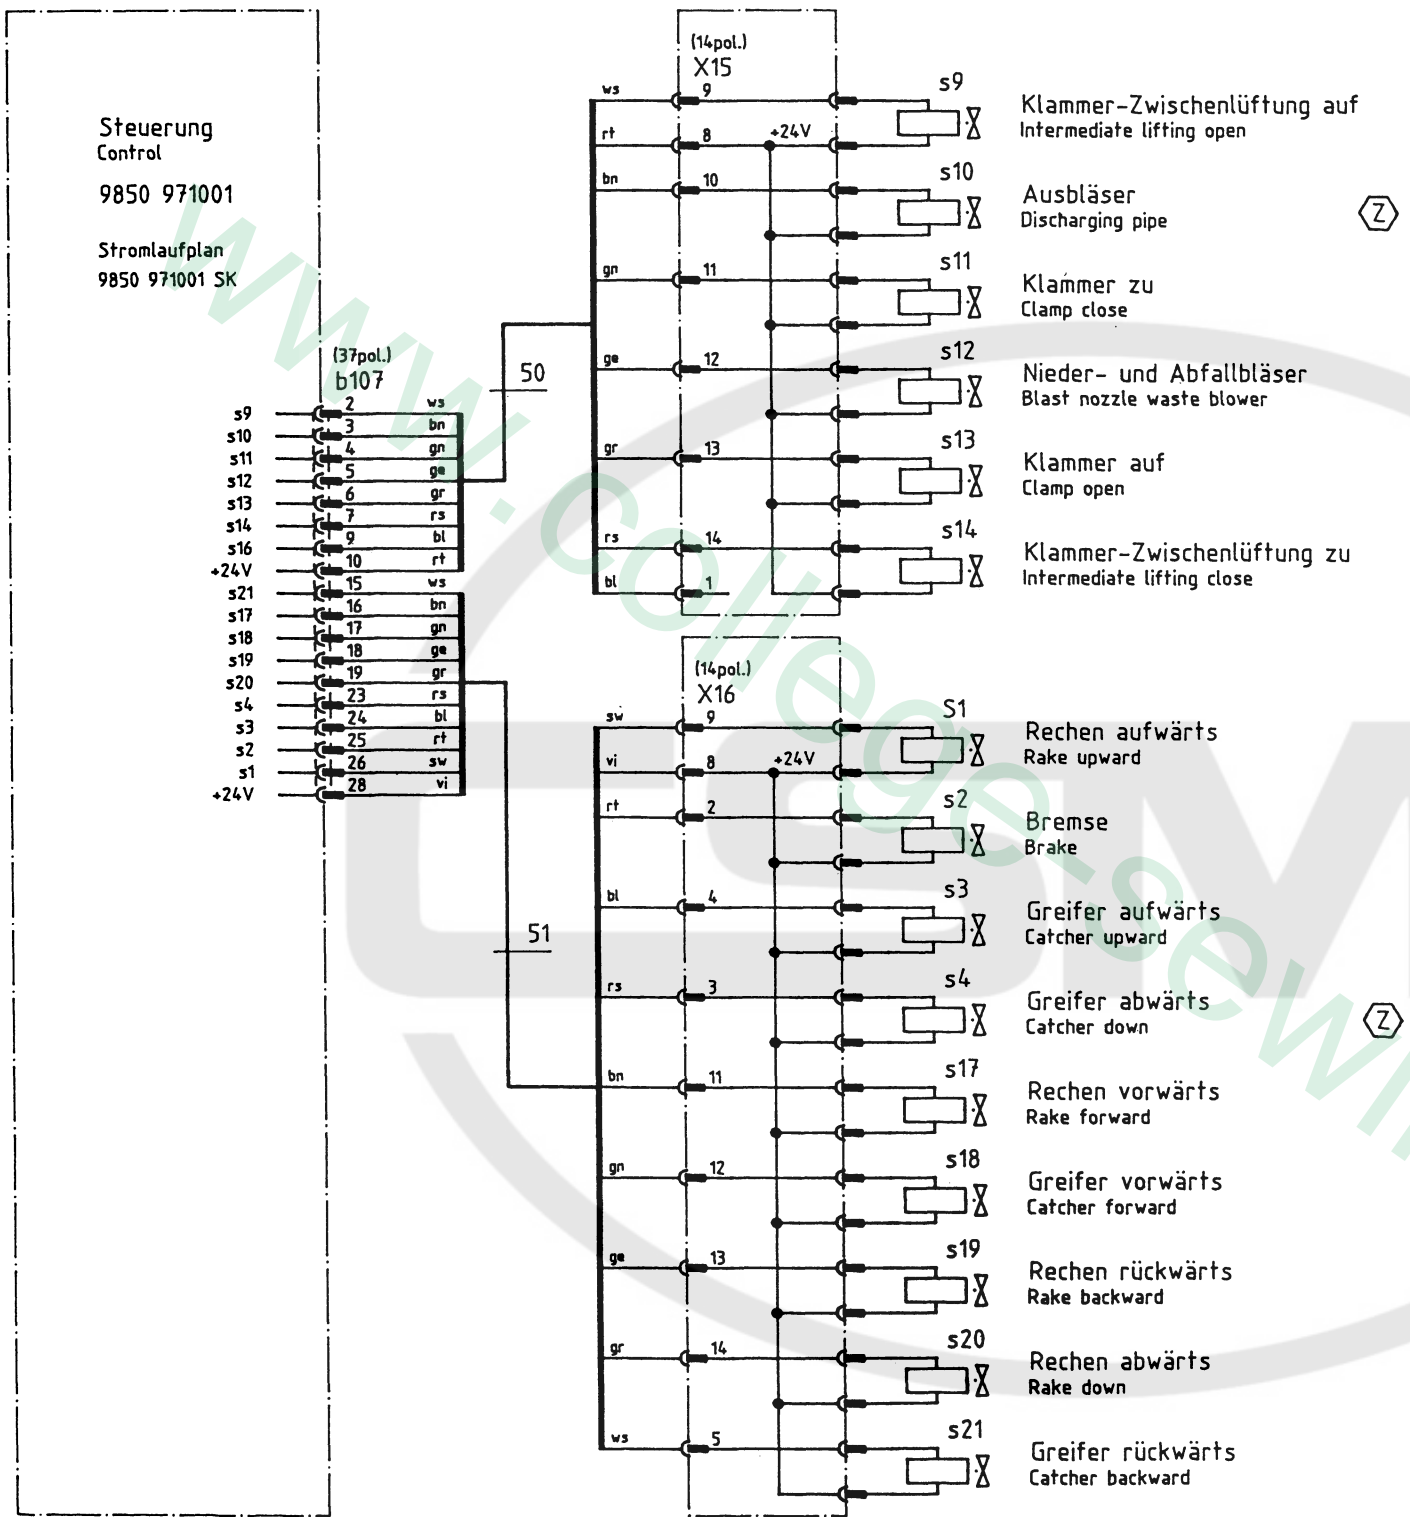 Steuerung
Control
9850 971001
Stromlaufplan
9850 971001 SK
(37pol.)
b107
s9 2 ws
s10 3 bn
s11 4 gn
s12 5 ge
s13 6 gr
s14 7 rs
s16 9 bl
+24V 10 rt
s21 15 ws
s17 16 bn
s18 17 gn
s19 18 ge
s20 19 gr
s4 23 rs
s3 24 bl
s2 25 rt
s1 26 sw
+24V 28 vi
50
51
(14pol.)
X15
ws 9 s9
Klammer-Zwischenlüftung auf
Intermediate lifting open
rt 8 +24V
bn 10 s10
Ausbläser
Discharging pipe
Z
gn 11 s11
Klammer zu
Clamp close
ge 12 s12
Nieder- und Abfallbläser
Blast nozzle waste blower
gr 13 s13
Klammer auf
Clamp open
rs 14 s14
Klammer-Zwischenlüftung zu
Intermediate lifting close
bl 1
(14pol.)
X16
sw 9 S1
Rechen aufwärts
Rake upward
vi 8 +24V
rt 2 s2
Bremse
Brake
bl 4 s3
Greifer aufwärts
Catcher upward
rs 3 s4
Greifer abwärts
Catcher down
Z
bn 11 s17
Rechen vorwärts
Rake forward
gn 12 s18
Greifer vorwärts
Catcher forward
ge 13 s19
Rechen rückwärts
Rake backward
gr 14 s20
Rechen abwärts
Rake down
ws 5 s21
Greifer rückwärts
Catcher backward
www.college-sewi
CSM